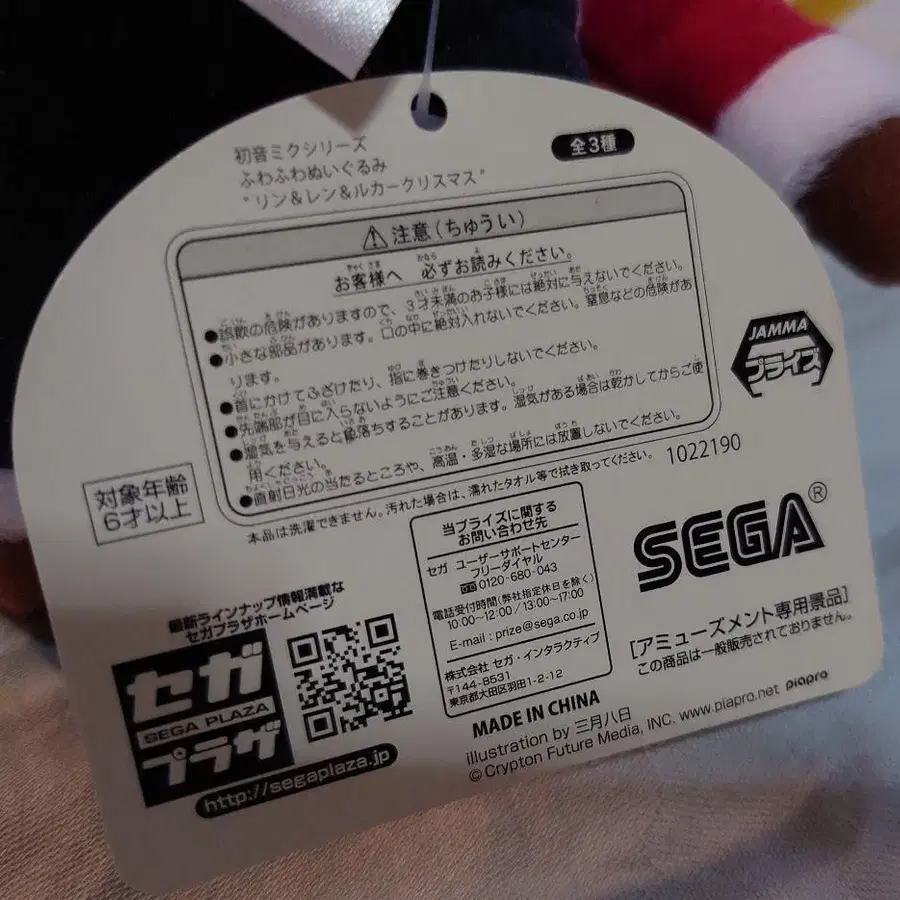 初音ミクシリーズ
ふわふわぬいぐるみ
"リン&レン&ルカークリスマス"
全3種
⚠注意(ちゅうい)
お客様へ 必ずお読みください。
●誤飲の危険がありますので、3才未満のお子様には絶対に与えないでください。
●小さな部品があります。口の中に絶対入れないでください。窒息などの危険があ
ります。
●首にかけてふざけたり、指に巻きつけたりしないでください。
●先端部が目に入らないようにご注意ください。
●湿気を与えると色落ちすることがあります。湿気がある場合は乾かしてからご使
用ください。
●直射日光の当たるところや、高温・多湿な場所には放置しないでください。
本品は洗濯できません。汚れた場合は、濡れたタオル等で拭き取ってください。
1022190
JAMMA
プライズ
対象年齢
6才以上
当プライズに関する
お問い合わせ先
セガ ユーザーサポートセンター
フリーダイヤル
0120-680-043
電話受付時間(弊社指定休日を除く)
10:00~12:00/13:00~17:00
E-mail:prize@sega.co.jp
株式会社 セガ・インタラクティブ
〒144-8531
東京都大田区羽田1-2-12
SEGA®
[アミューズメント専用景品]
この商品は一般販売されておりません。
最新ラインナップ情報満載な
セガプラザホームページ
セガ
SEGA PLAZA
プラザ
http://segaplaza.jp
MADE IN CHINA
illustration by 三月八日
© Crypton Future Media, INC. www.piapro.net piapro